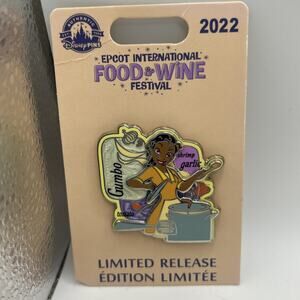 AUTHENTIC
Disney PINS
2022
EPCOT INTERNATIONAL
FOOD & WINE
FESTIVAL
Gumbo
shrimp
garlic
LIMITED RELEASE
ÉDITION LIMITÉE